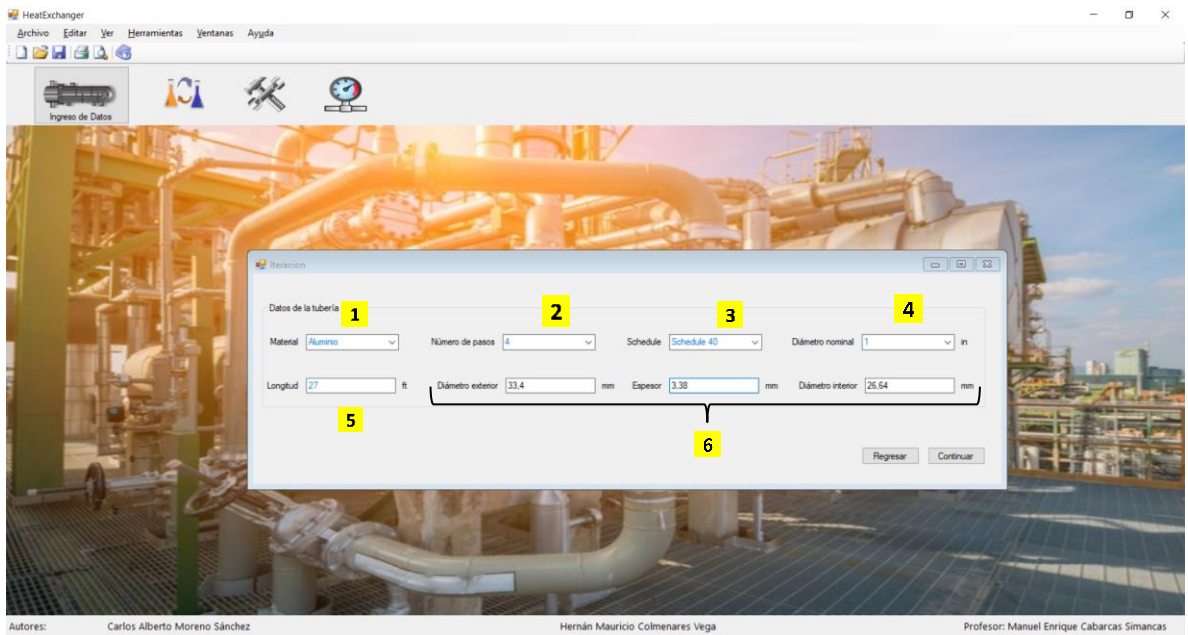 HeatExchanger
Archivo Editar Ver Herramientas Ventanas Ayuda
Ingreso de Datos
Iteracion
Datos de la tubería
1 2 3 4
Material Aluminio Número de pasos 4 Schedule Schedule 40 Diámetro nominal 1 in
Longitud 27 ft Diámetro exterior 33,4 mm Espesor 3,38 mm Diámetro interior 26,64 mm
5
6
Regresar Continuar
Autores: Carlos Alberto Moreno Sánchez Hernán Mauricio Colmenares Vega Profesor: Manuel Enrique Cabarcas Simancas